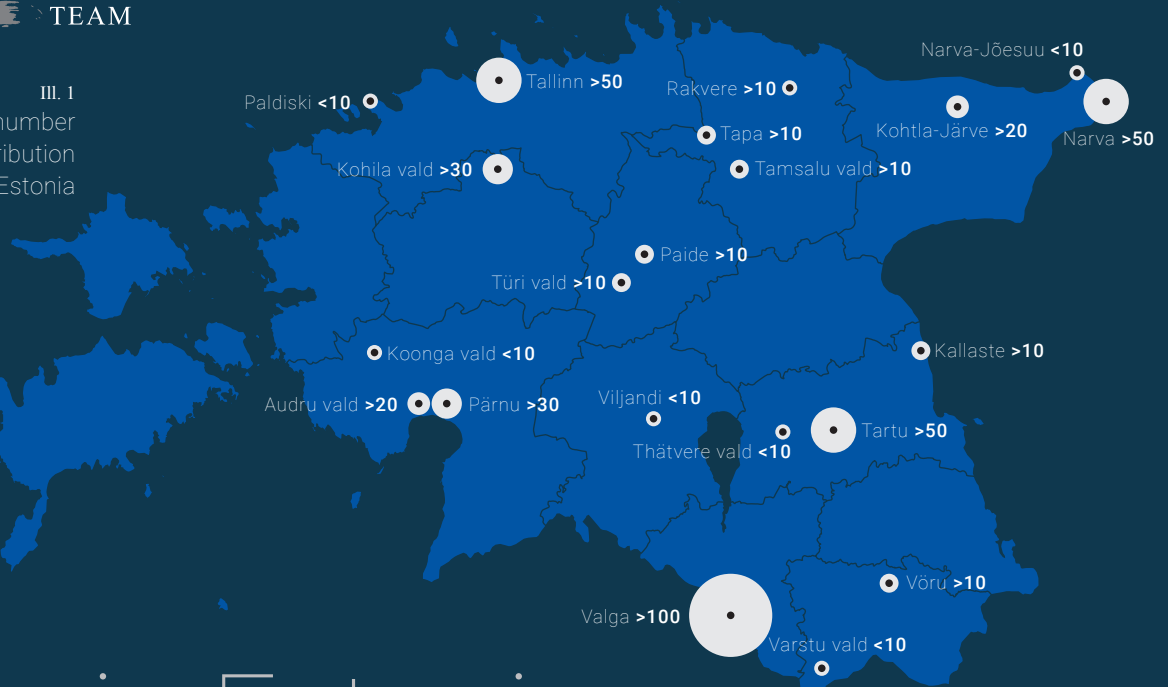 TEAM
Ill. 1
number
Estonia
Narva-Jõesuu <10
Tallinn >50
Rakvere >10
Paldiski <10
Kohtla-Järve >20
Narva >50
Tapa >10
Kohila vald >30
Tamsalu vald >10
Paide >10
Türi vald >10
Koonga vald <10
Kallaste >10
Audru vald >20
Pärnu >30
Viljandi <10
Tartu >50
Thätvere vald <10
Võru >10
Valga >100
Varstu vald <10